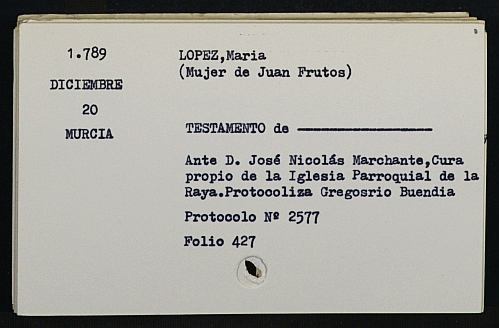 1.789
DICIEMBRE
20
MURCIA
LOPEZ,Maria
(Mujer de Juan Frutos)
TESTAMENTO de ————————
Ante D. José Nicolás Marchante,Cura
propio de la Iglesia Parroquial de la
Raya.Protocoliza Gregosrio Buendia
Protocolo Nº 2577
Folio 427